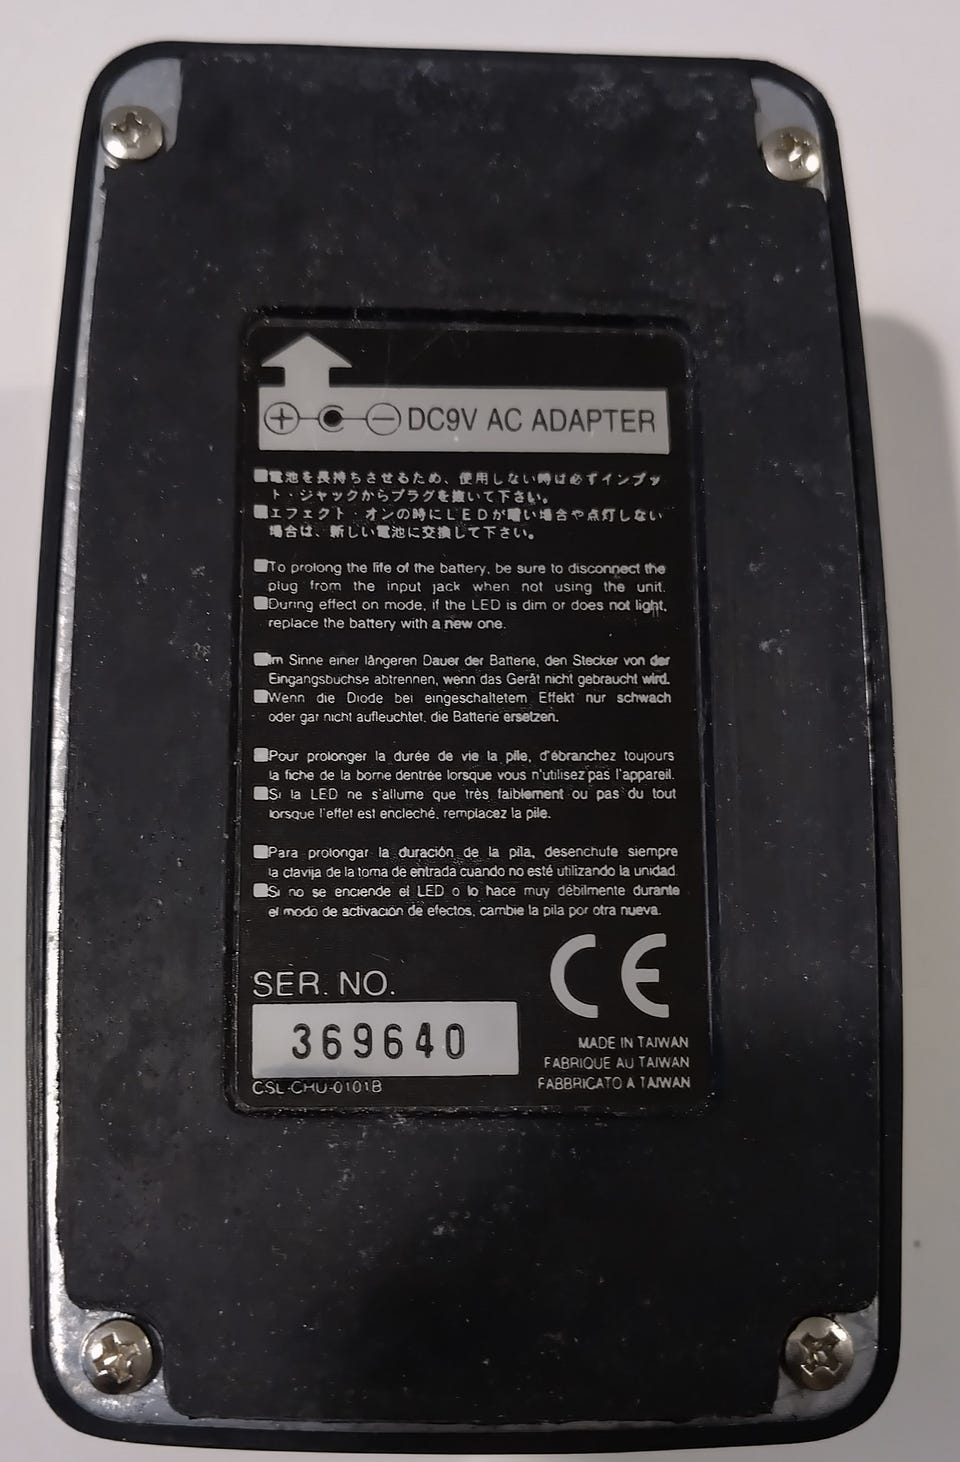 DC9V AC ADAPTER
■電池を長持ちさせるため、使用しない時は必ずインプッ
ト・ジャックからプラグを抜いて下さい。
■エフェクト・オンの時にLEDが暗い場合や点灯しない
場合は、新しい電池に交換して下さい。
■To prolong the life of the battery, be sure to disconnect the
plug from the input jack when not using the unit.
■During effect on mode, if the LED is dim or does not light,
replace the battery with a new one.
■Im Sinne einer längeren Dauer der Batterie, den Stecker von der
Eingangsbuchse abtrennen, wenn das Gerät nicht gebraucht wird.
■Wenn die Diode bei eingeschaltetem Effekt nur schwach
oder gar nicht aufleuchtet, die Batterie ersetzen.
■Pour prolonger la durée de vie la pile, d'ébranchez toujours
la fiche de la borne dentrée lorsque vous n'utilisez pas l'appareil.
■Si la LED ne s'allume que très faiblement ou pas du tout
lorsque l'effet est encleché, remplacez la pile.
■Para prolongar la duración de la pila, desenchufe siempre
la clavija de la toma de entrada cuando no esté utilizando la unidad.
■Si no se enciende el LED o lo hace muy débilmente durante
el modo de activación de efectos, cambie la pila por otra nueva.
SER. NO.
369640
CSL-CHU-0101B
CE
MADE IN TAIWAN
FABRIQUE AU TAIWAN
FABBRICATO A TAIWAN